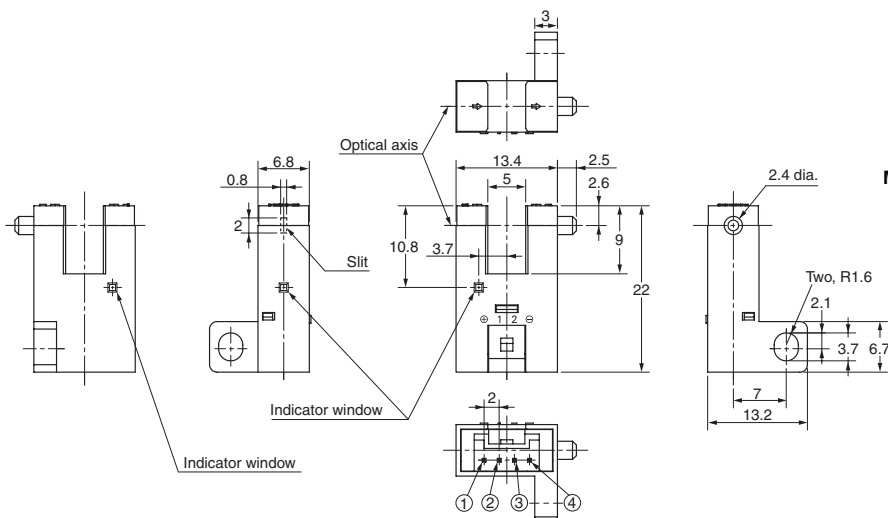 3
Optical axis
6.8
13.4
2.5
2.4 dia.
M
0.8
5
2.6
2
10.8
3.7
9
Slit
22
Two, R1.6
2.1
⊕ 1 2 ⊖
3.7
6.7
7
Indicator window
2
13.2
Indicator window
① ② ③ ④